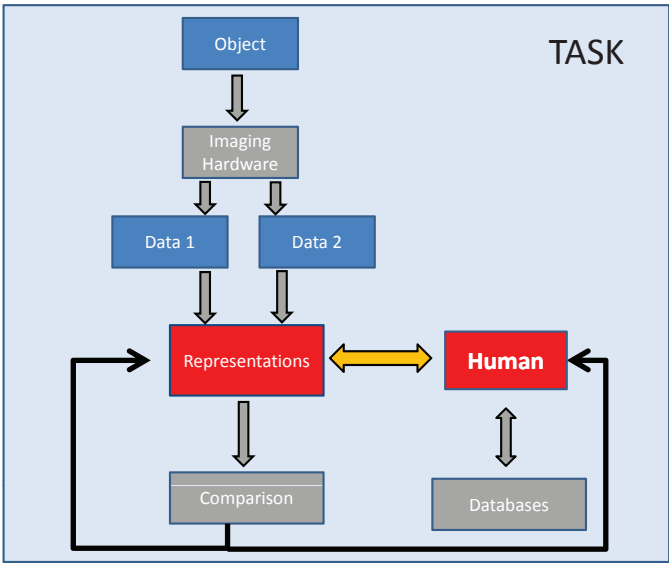 Object
TASK
Imaging
Hardware
Data 1
Data 2
Representations
Human
Comparison
Databases